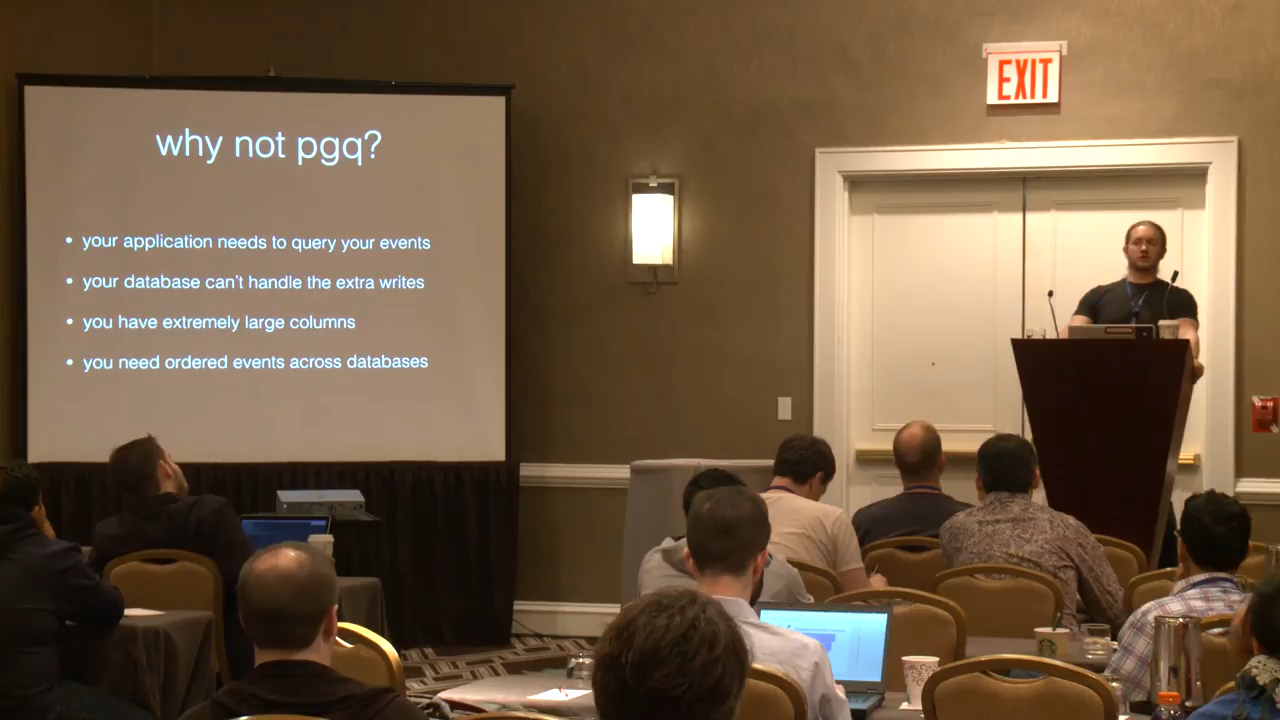 why not pgq?
• your application needs to query your events
• your database can't handle the extra writes
• you have extremely large columns
• you need ordered events across databases
EXIT